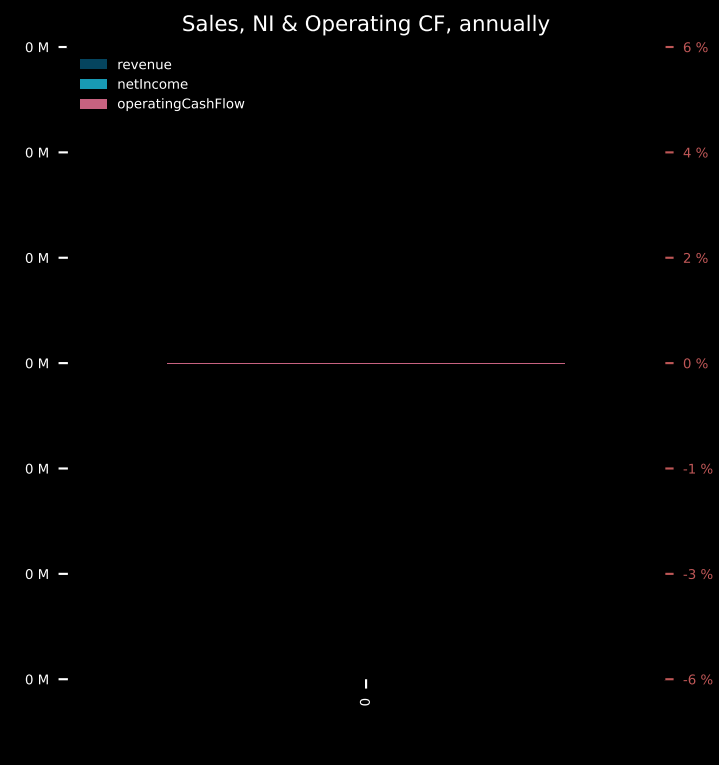 Sales, NI & Operating CF, annually
0 M
6 %
revenue
netIncome
operatingCashFlow
0 M
4 %
0 M
2 %
0 M
0 %
0 M
-1 %
0 M
-3 %
0 M
-6 %
0